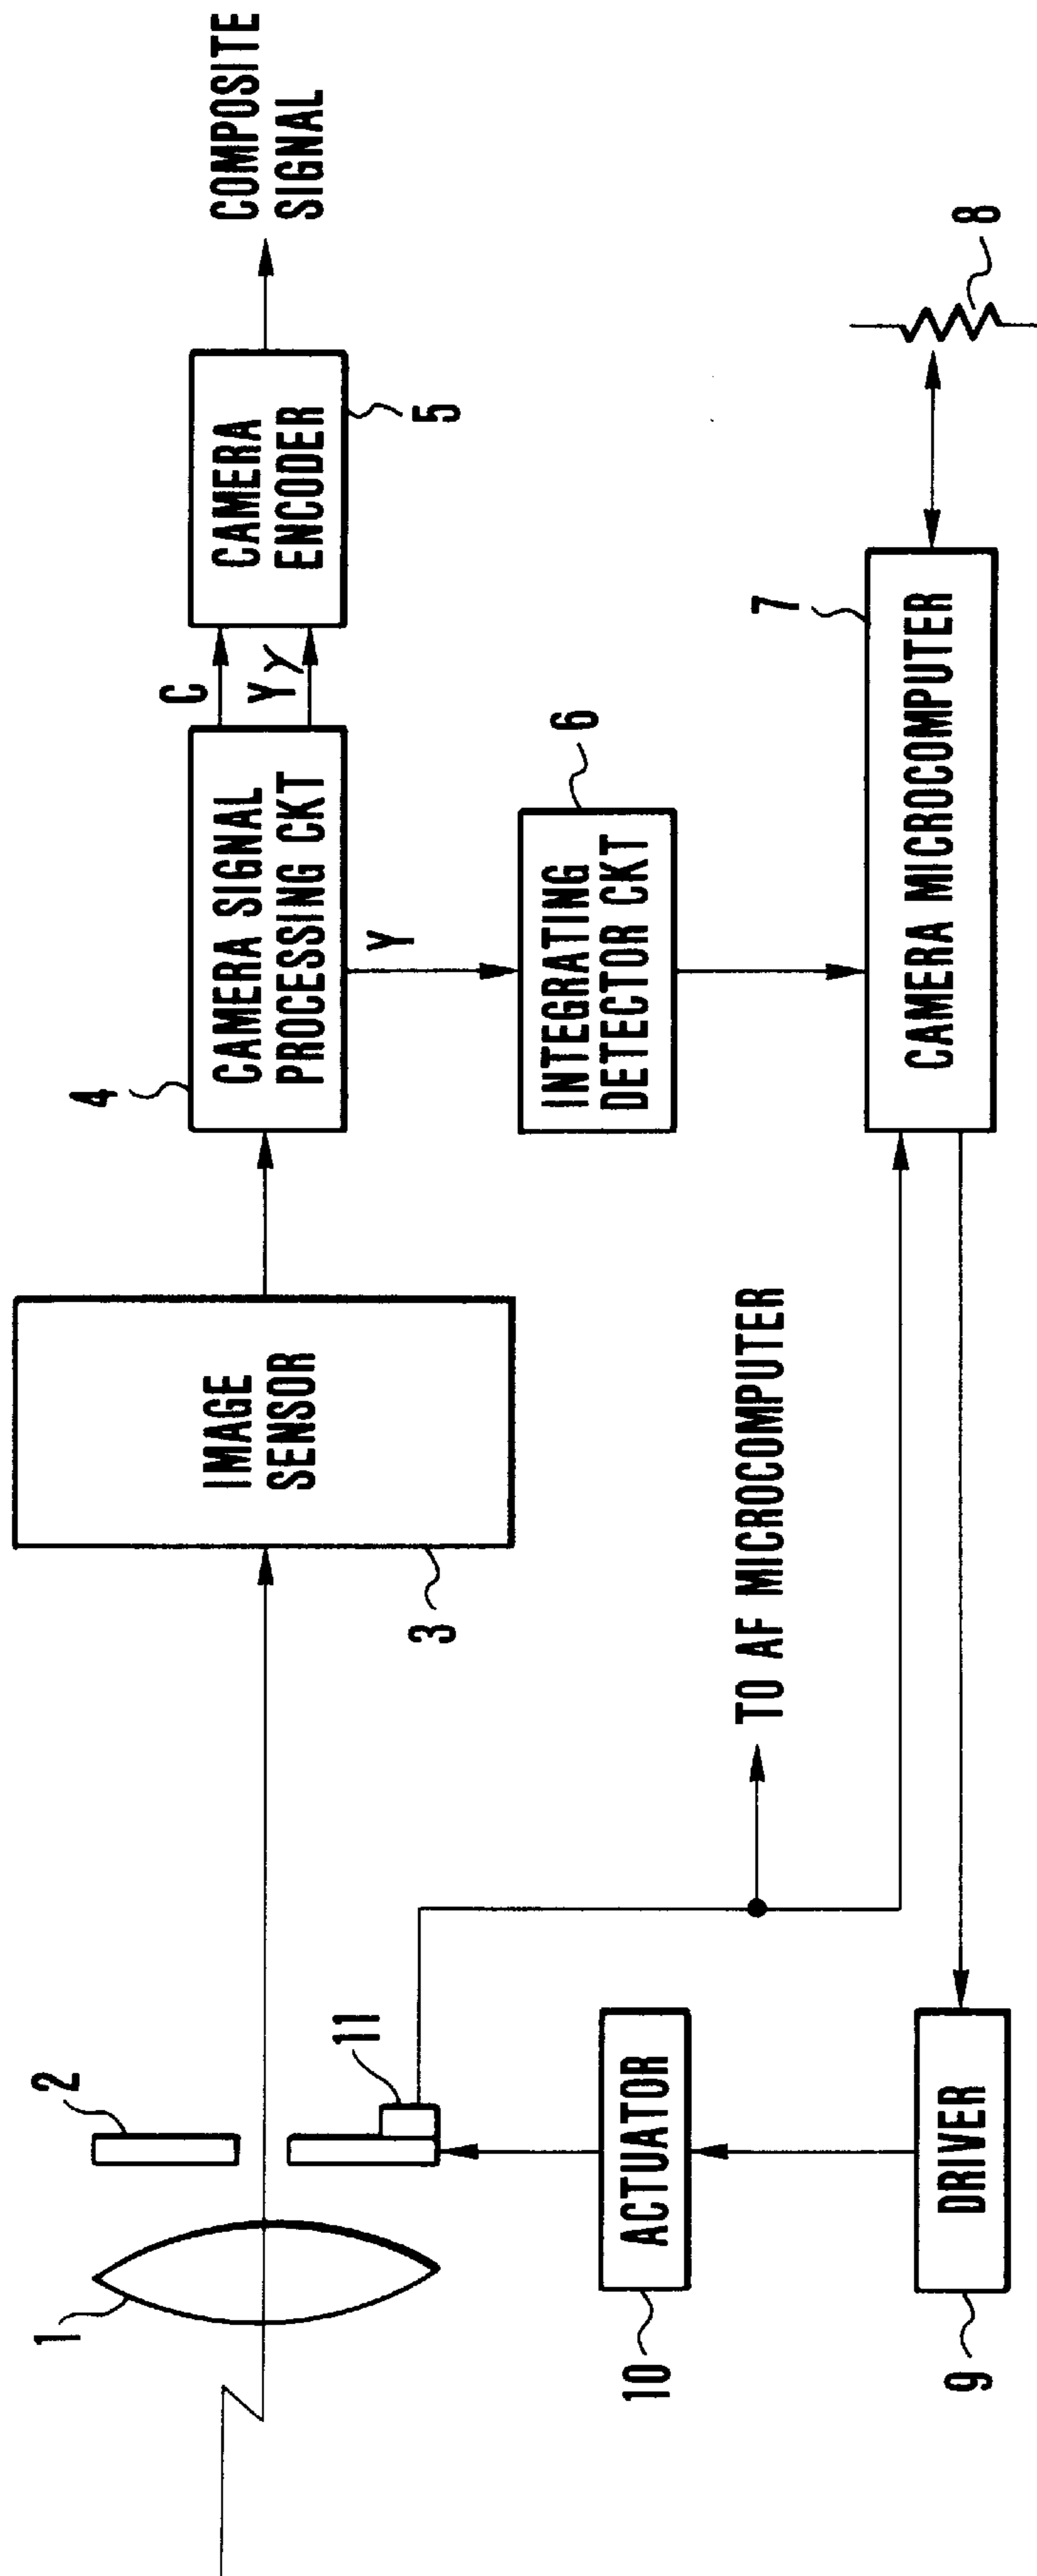 1
2
11
IMAGE
SENSOR
3
4
CAMERA SIGNAL
PROCESSING CKT
C
Yγ
CAMERA
ENCODER
5
COMPOSITE
SIGNAL
Y
INTEGRATING
DETECTOR CKT
6
TO AF MICROCOMPUTER
ACTUATOR
10
DRIVER
9
CAMERA MICROCOMPUTER
7
8